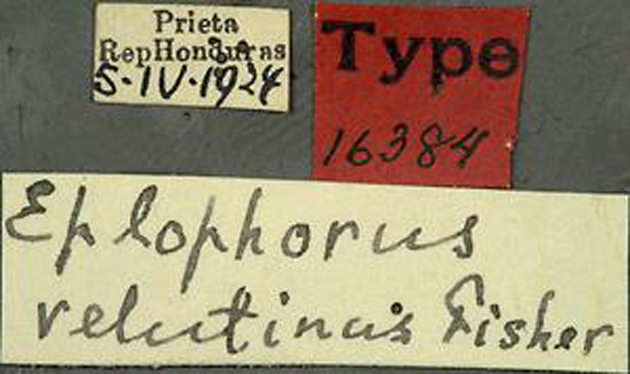 Prieta
RepHonduras
5·IV·1924
Type
16384
Eplophorus
velutinus Fisher